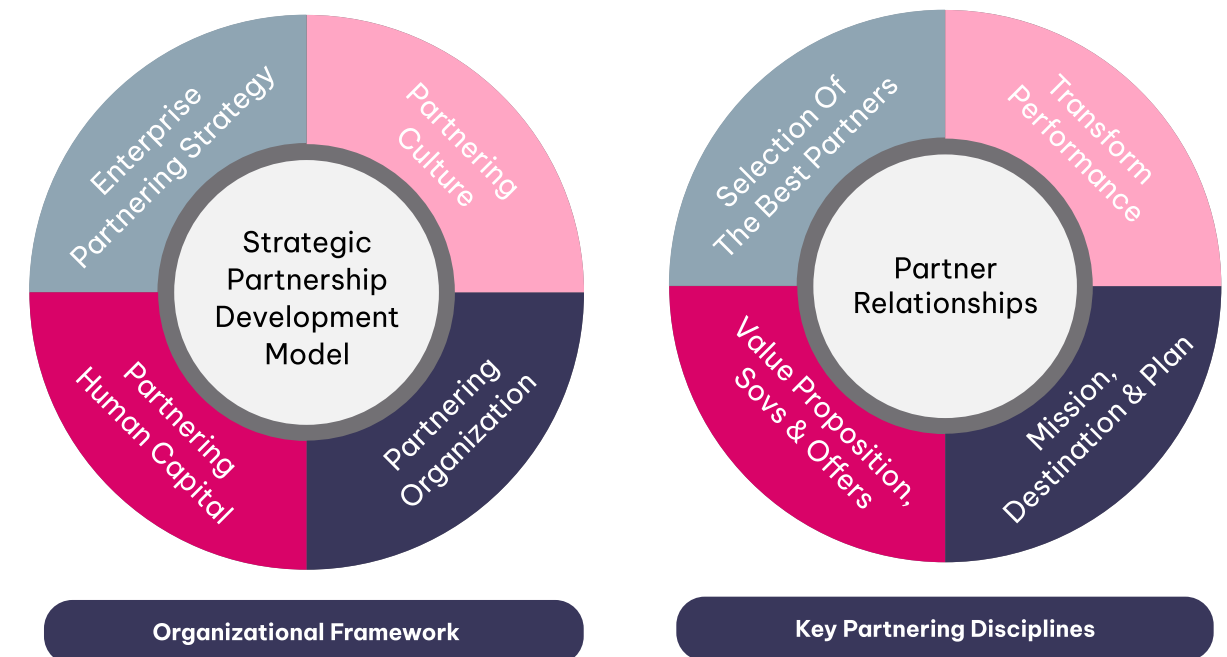 Enterprise
Partnering Strategy
Partnering
Culture
Strategic
Partnership
Development
Model
Partnering
Human Capital
Partnering
Organization
Organizational Framework
Selection Of
The Best Partners
Transform
Performance
Partner
Relationships
Value Proposition,
Sovs & Offers
Mission,
Destination & Plan
Key Partnering Disciplines